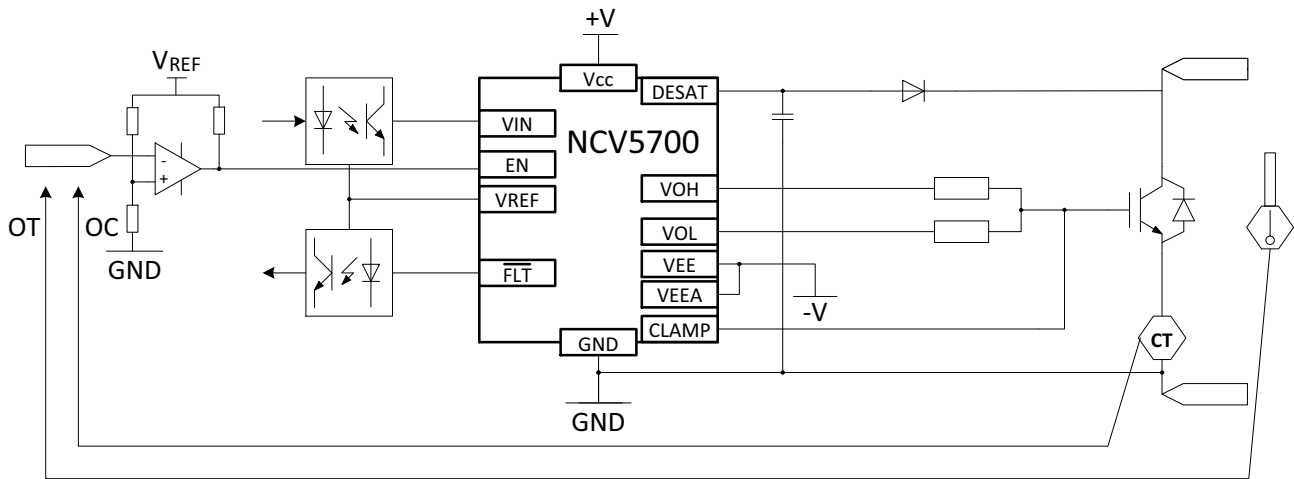 +V
VREF
Vcc
DESAT
VIN
NCV5700
EN
VREF
VOH
OT
OC
VOL
GND
VEE
FLT
VEEA
-V
CLAMP
GND
CT
GND
-
+